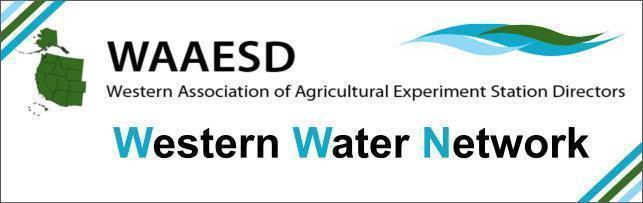 WAAESD
Western Association of Agricultural Experiment Station Directors
Western Water Network